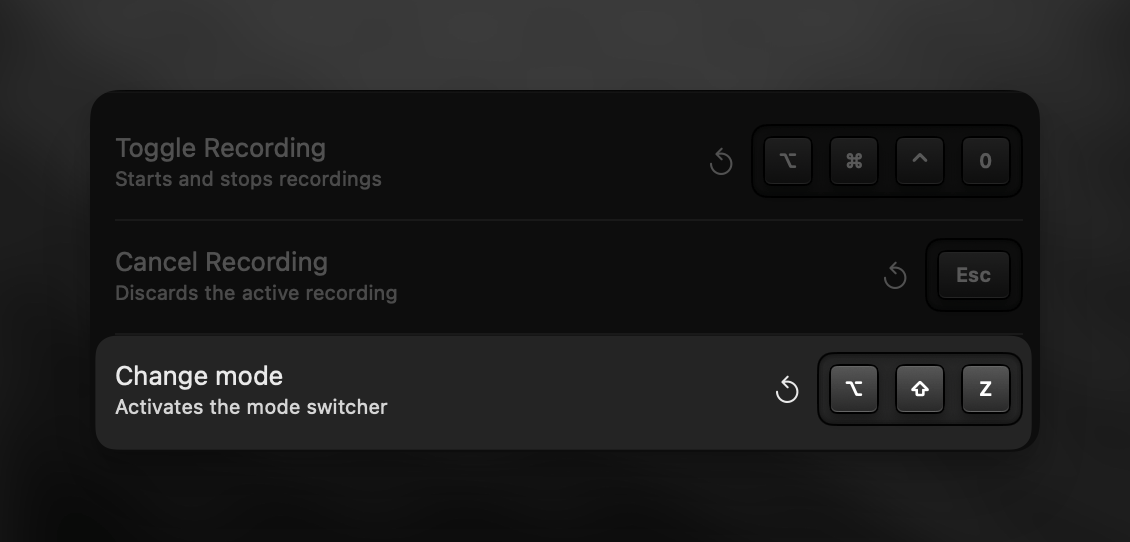 Toggle Recording
Starts and stops recordings
⌥ ⌘ ^ 0
Cancel Recording
Discards the active recording
Esc
Change mode
Activates the mode switcher
⌥ ⇧ Z